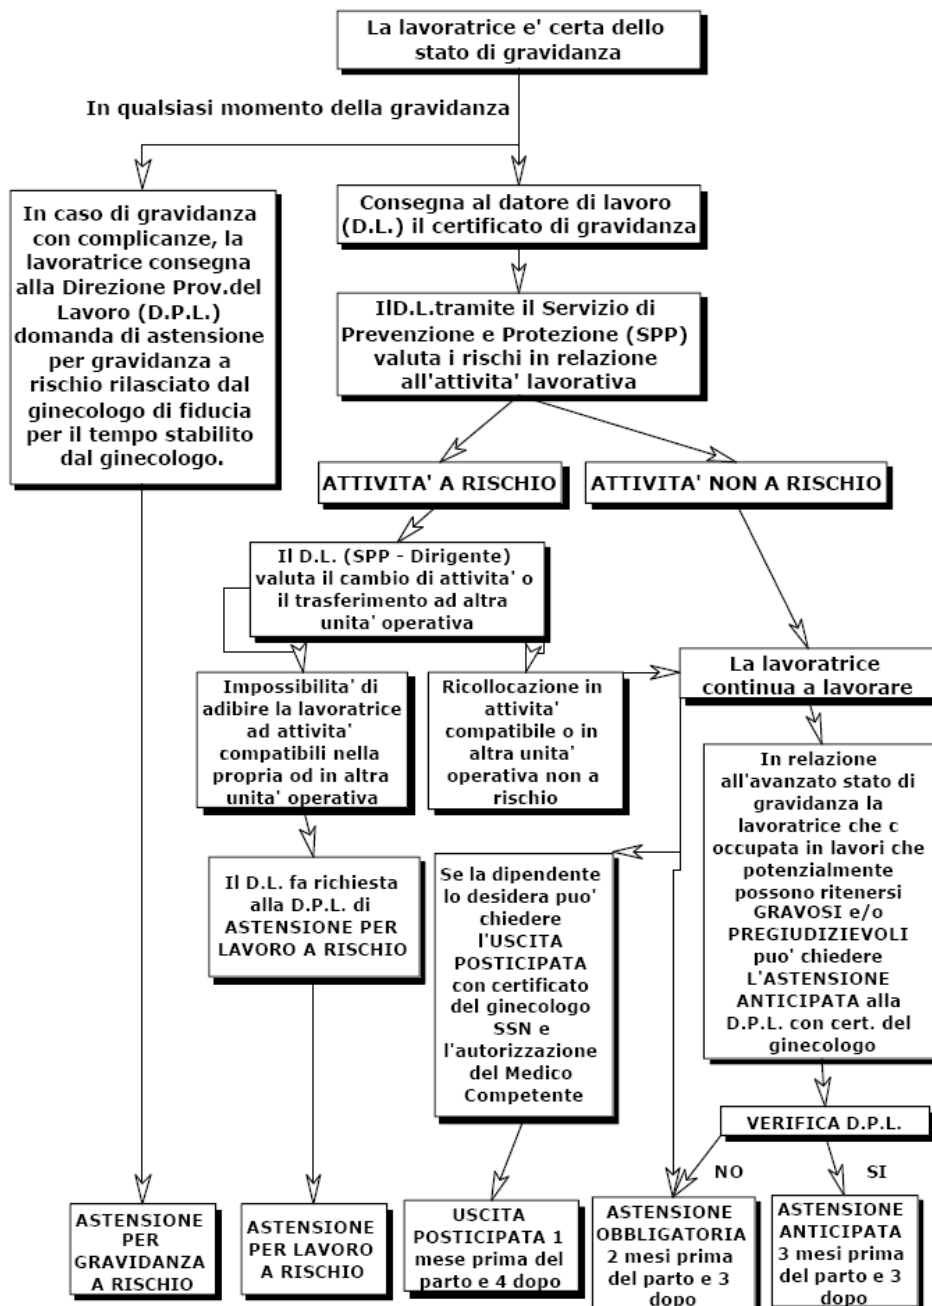 La lavoratrice e' certa dello
stato di gravidanza
In qualsiasi momento della gravidanza
In caso di gravidanza
con complicanze, la
lavoratrice consegna
alla Direzione Prov.del
Lavoro (D.P.L.)
domanda di astensione
per gravidanza a
rischio rilasciato dal
ginecologo di fiducia
per il tempo stabilito
dal ginecologo.
Consegna al datore di lavoro
(D.L.) il certificato di gravidanza
IlD.L.tramite il Servizio di
Prevenzione e Protezione (SPP)
valuta i rischi in relazione
all'attivita' lavorativa
ATTIVITA' A RISCHIO
ATTIVITA' NON A RISCHIO
Il D.L. (SPP - Dirigente)
valuta il cambio di attivita' o
il trasferimento ad altra
unita' operativa
Impossibilita' di
adibire la lavoratrice
ad attivita'
compatibili nella
propria od in altra
unita' operativa
Ricollocazione in
attivita'
compatibile o in
altra unita'
operativa non a
rischio
La lavoratrice
continua a lavorare
Il D.L. fa richiesta
alla D.P.L. di
ASTENSIONE PER
LAVORO A RISCHIO
Se la dipendente
lo desidera puo'
chiedere
l'USCITA
POSTICIPATA
con certificato
del ginecologo
SSN e
l'autorizzazione
del Medico
Competente
In relazione
all'avanzato stato di
gravidanza la
lavoratrice che c
occupata in lavori che
potenzialmente
possono ritenersi
GRAVOSI e/o
PREGIUDIZIEVOLI
puo' chiedere
L'ASTENSIONE
ANTICIPATA alla
D.P.L. con cert. del
ginecologo
VERIFICA D.P.L.
NO
SI
ASTENSIONE
PER
GRAVIDANZA
A RISCHIO
ASTENSIONE
PER LAVORO
A RISCHIO
USCITA
POSTICIPATA 1
mese prima del
parto e 4 dopo
ASTENSIONE
OBBLIGATORIA
2 mesi prima
del parto e 3
dopo
ASTENSIONE
ANTICIPATA
3 mesi prima
del parto e 3
dopo